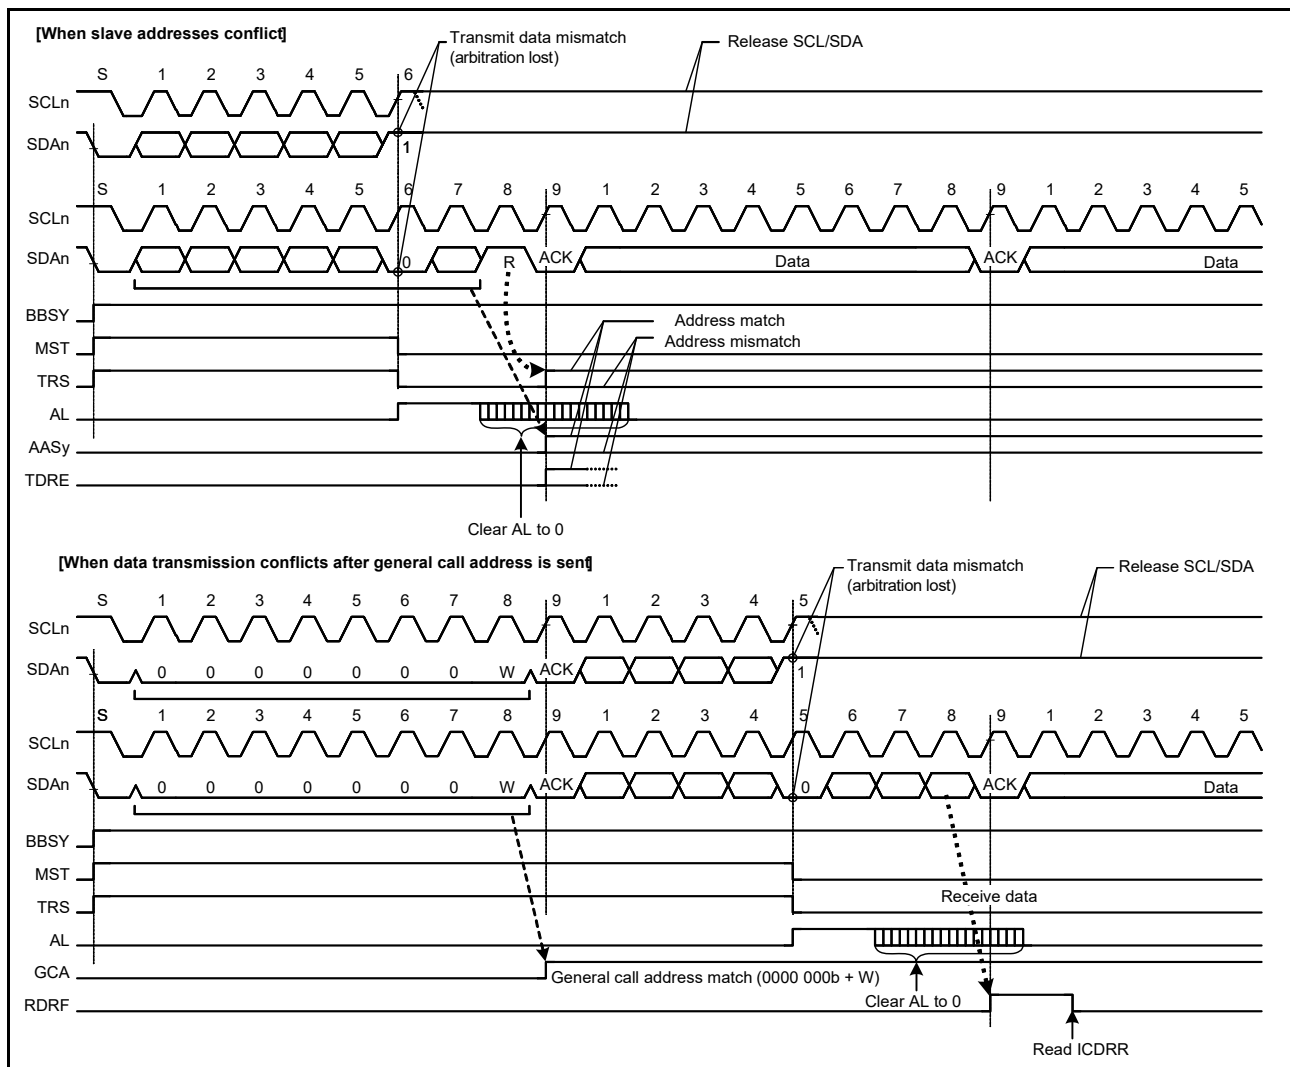 [When slave addresses conflict]
Transmit data mismatch
(arbitration lost)
Release SCL/SDA
S 1 2 3 4 5 6
SCLn
SDAn
1
S 1 2 3 4 5 6 7 8 9 1 2 3 4 5 6 7 8 9 1 2 3 4 5
SCLn
SDAn 0 R ACK Data ACK Data
BBSY
Address match
MST
Address mismatch
TRS
AL
AASy
TDRE
Clear AL to 0
[When data transmission conflicts after general call address is sent]
Transmit data mismatch
(arbitration lost)
Release SCL/SDA
S 1 2 3 4 5 6 7 8 9 1 2 3 4 5
SCLn
SDAn 0 0 0 0 0 0 0 W ACK 1
S 1 2 3 4 5 6 7 8 9 1 2 3 4 5 6 7 8 9 1 2 3 4 5
SCLn
SDAn 0 0 0 0 0 0 0 W ACK 0 ACK Data
BBSY
MST
Receive data
TRS
AL
GCA
General call address match (0000 000b + W)
Clear AL to 0
RDRF
Read ICDRR